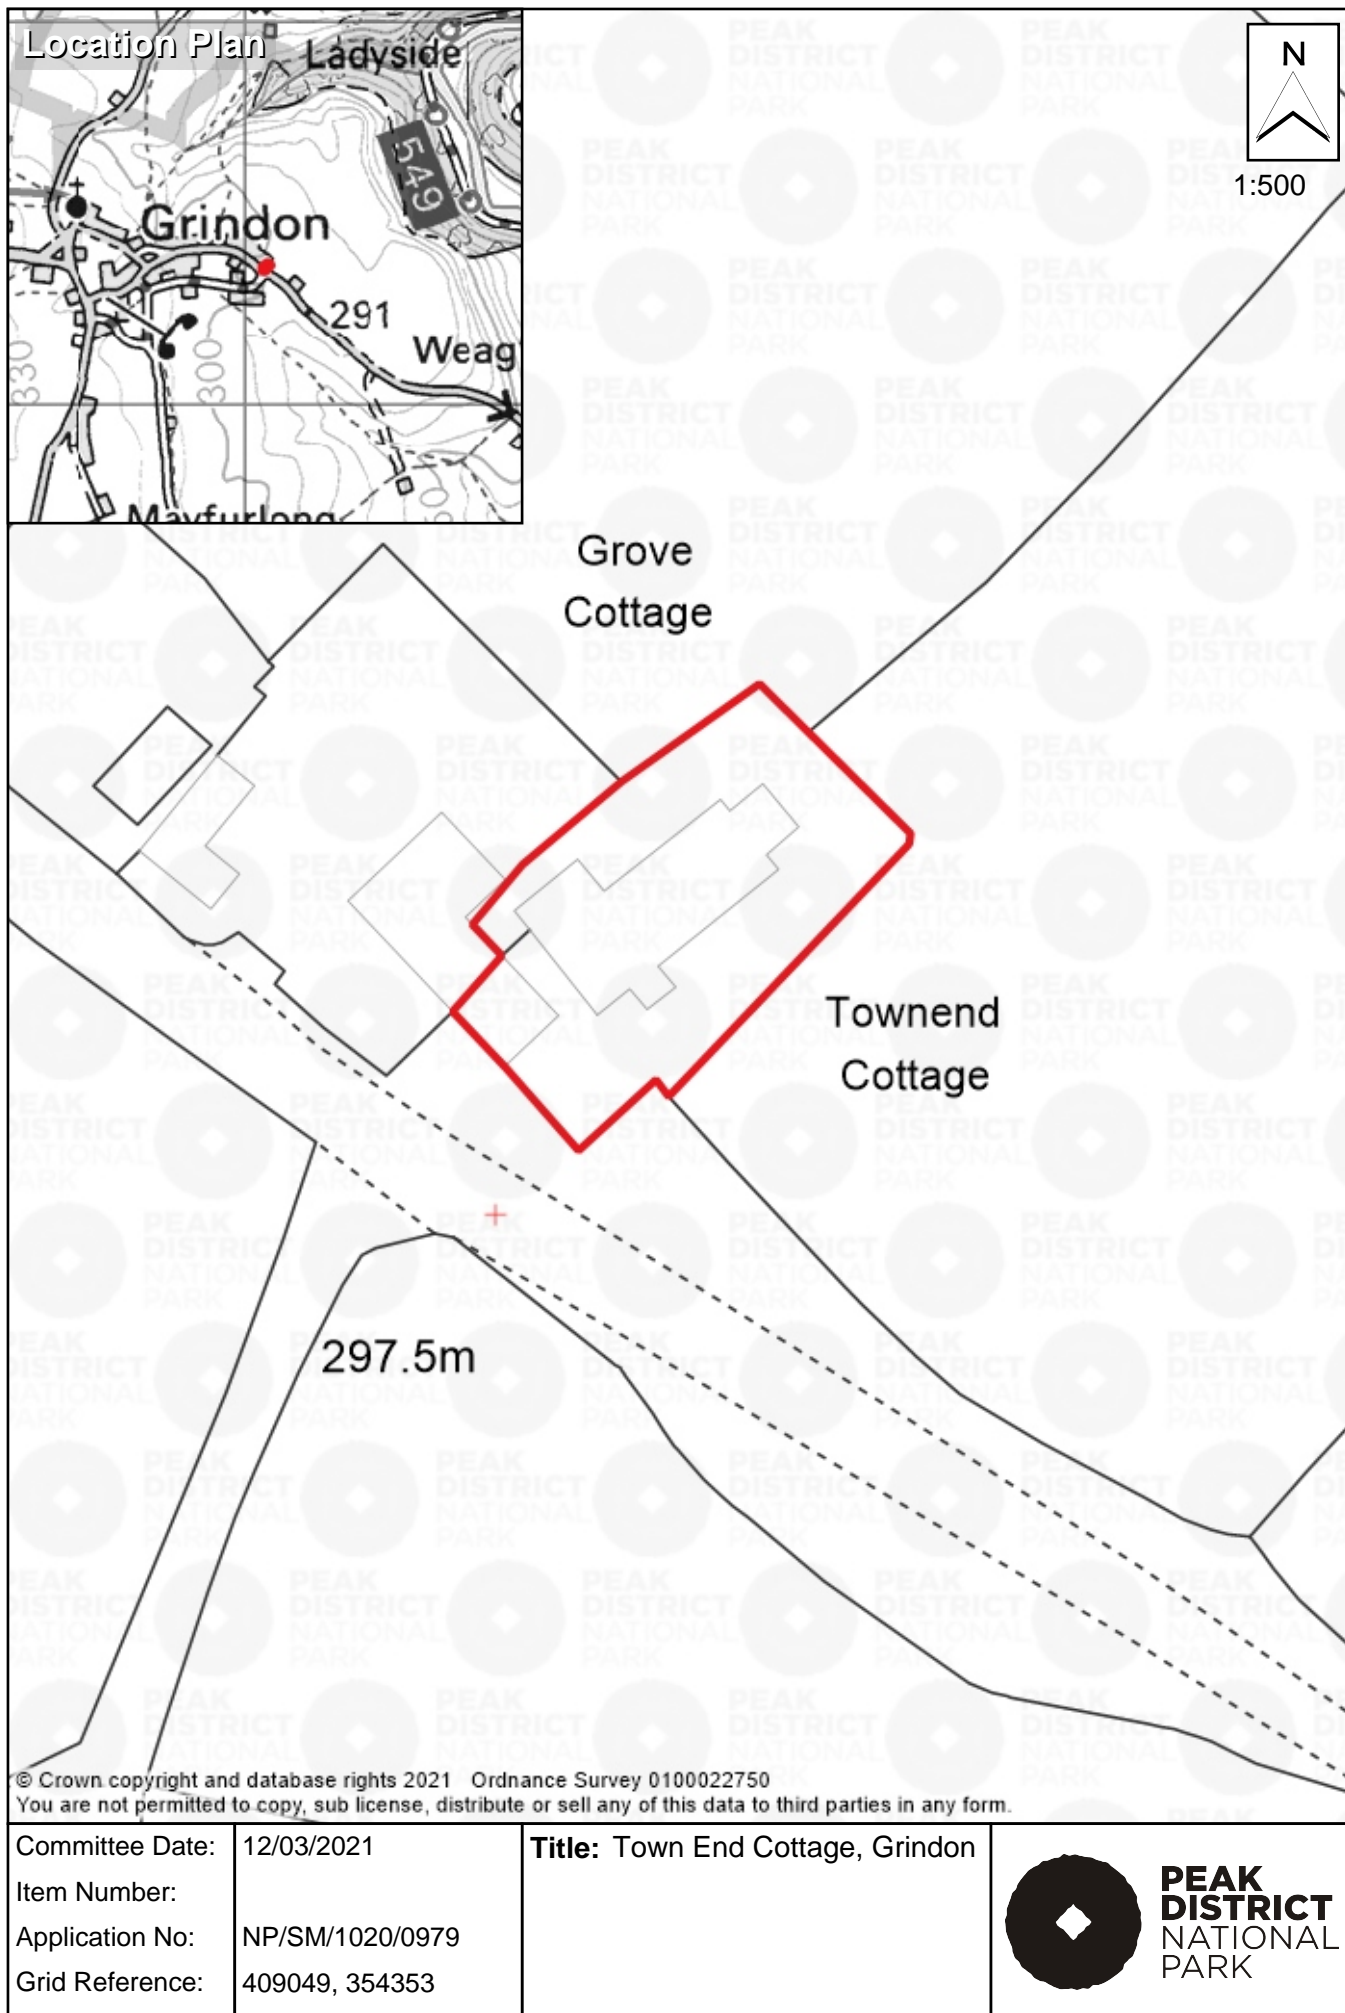 Location Plan
Ladyside
549
Grindon
291
Weag
330
300
Mayfurlong
N
1:500
Grove
Cottage
Townend
Cottage
297.5m
© Crown copyright and database rights 2021 Ordnance Survey 0100022750
You are not permitted to copy, sub license, distribute or sell any of this data to third parties in any form.
Committee Date: 12/03/2021
Item Number:
Application No: NP/SM/1020/0979
Grid Reference: 409049, 354353
Title: Town End Cottage, Grindon
PEAK
DISTRICT
NATIONAL
PARK